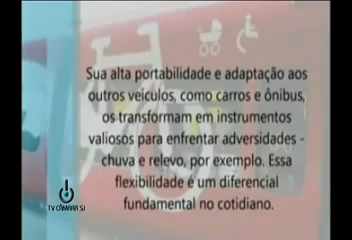 Sua alta portabilidade e adaptação aos
outros veículos, como carros e ônibus,
os transformam em instrumentos
valiosos para enfrentar adversidades -
chuva e relevo, por exemplo. Essa
flexibilidade é um diferencial
fundamental no cotidiano.
TV CÂMARA SJ